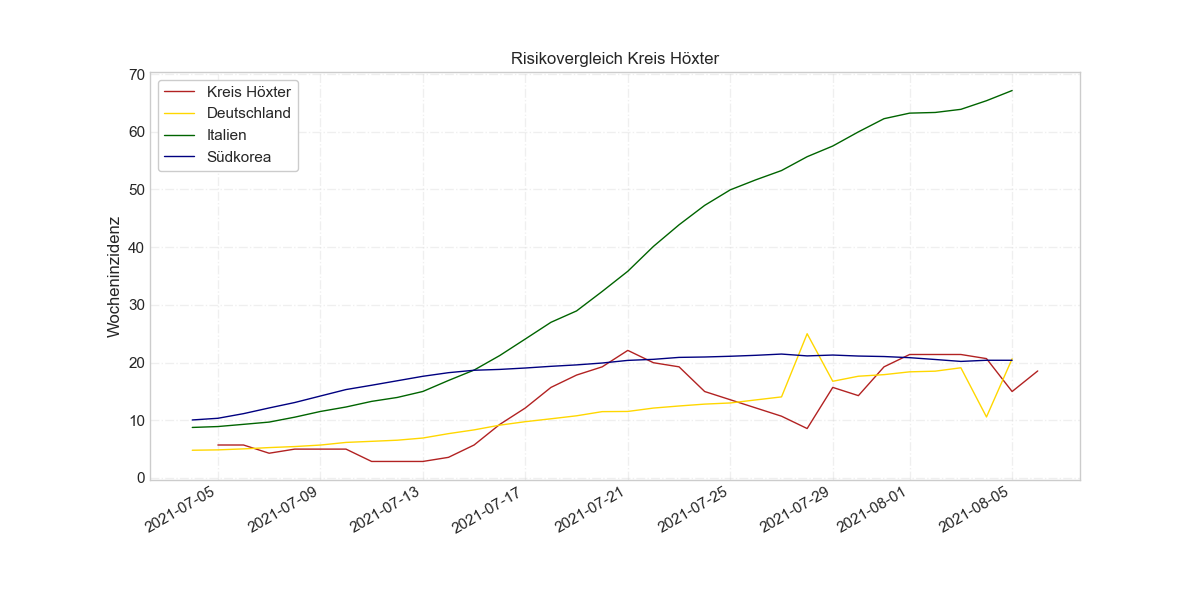 Risikovergleich Kreis Höxter
Kreis Höxter
Deutschland
Italien
Südkorea
Wocheninzidenz
70
60
50
40
30
20
10
0
2021-07-05
2021-07-09
2021-07-13
2021-07-17
2021-07-21
2021-07-25
2021-07-29
2021-08-01
2021-08-05